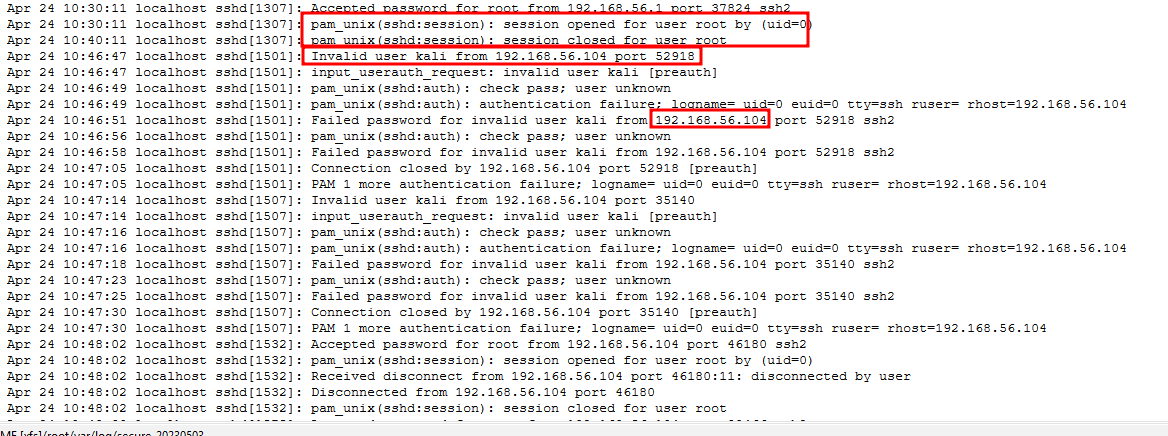 Apr 24 10:30:11 localhost sshd[1307]: Accepted password for root from 192.168.56.1 port 37824 ssh2
Apr 24 10:30:11 localhost sshd[1307]: pam_unix(sshd:session): session opened for user root by (uid=0)
Apr 24 10:40:11 localhost sshd[1307]: pam_unix(sshd:session): session closed for user root
Apr 24 10:46:47 localhost sshd[1501]: Invalid user kali from 192.168.56.104 port 52918
Apr 24 10:46:47 localhost sshd[1501]: input_userauth_request: invalid user kali [preauth]
Apr 24 10:46:49 localhost sshd[1501]: pam_unix(sshd:auth): check pass; user unknown
Apr 24 10:46:49 localhost sshd[1501]: pam_unix(sshd:auth): authentication failure; logname= uid=0 euid=0 tty=ssh ruser= rhost=192.168.56.104
Apr 24 10:46:51 localhost sshd[1501]: Failed password for invalid user kali from 192.168.56.104 port 52918 ssh2
Apr 24 10:46:56 localhost sshd[1501]: pam_unix(sshd:auth): check pass; user unknown
Apr 24 10:46:58 localhost sshd[1501]: Failed password for invalid user kali from 192.168.56.104 port 52918 ssh2
Apr 24 10:47:05 localhost sshd[1501]: Connection closed by 192.168.56.104 port 52918 [preauth]
Apr 24 10:47:05 localhost sshd[1501]: PAM 1 more authentication failure; logname= uid=0 euid=0 tty=ssh ruser= rhost=192.168.56.104
Apr 24 10:47:14 localhost sshd[1507]: Invalid user kali from 192.168.56.104 port 35140
Apr 24 10:47:14 localhost sshd[1507]: input_userauth_request: invalid user kali [preauth]
Apr 24 10:47:16 localhost sshd[1507]: pam_unix(sshd:auth): check pass; user unknown
Apr 24 10:47:16 localhost sshd[1507]: pam_unix(sshd:auth): authentication failure; logname= uid=0 euid=0 tty=ssh ruser= rhost=192.168.56.104
Apr 24 10:47:18 localhost sshd[1507]: Failed password for invalid user kali from 192.168.56.104 port 35140 ssh2
Apr 24 10:47:23 localhost sshd[1507]: pam_unix(sshd:auth): check pass; user unknown
Apr 24 10:47:25 localhost sshd[1507]: Failed password for invalid user kali from 192.168.56.104 port 35140 ssh2
Apr 24 10:47:30 localhost sshd[1507]: Connection closed by 192.168.56.104 port 35140 [preauth]
Apr 24 10:47:30 localhost sshd[1507]: PAM 1 more authentication failure; logname= uid=0 euid=0 tty=ssh ruser= rhost=192.168.56.104
Apr 24 10:48:02 localhost sshd[1532]: Accepted password for root from 192.168.56.104 port 46180 ssh2
Apr 24 10:48:02 localhost sshd[1532]: pam_unix(sshd:session): session opened for user root by (uid=0)
Apr 24 10:48:02 localhost sshd[1532]: Received disconnect from 192.168.56.104 port 46180:11: disconnected by user
Apr 24 10:48:02 localhost sshd[1532]: Disconnected from 192.168.56.104 port 46180
Apr 24 10:48:02 localhost sshd[1532]: pam_unix(sshd:session): session closed for user root
[xfs]/root/var/log/secure-20230503